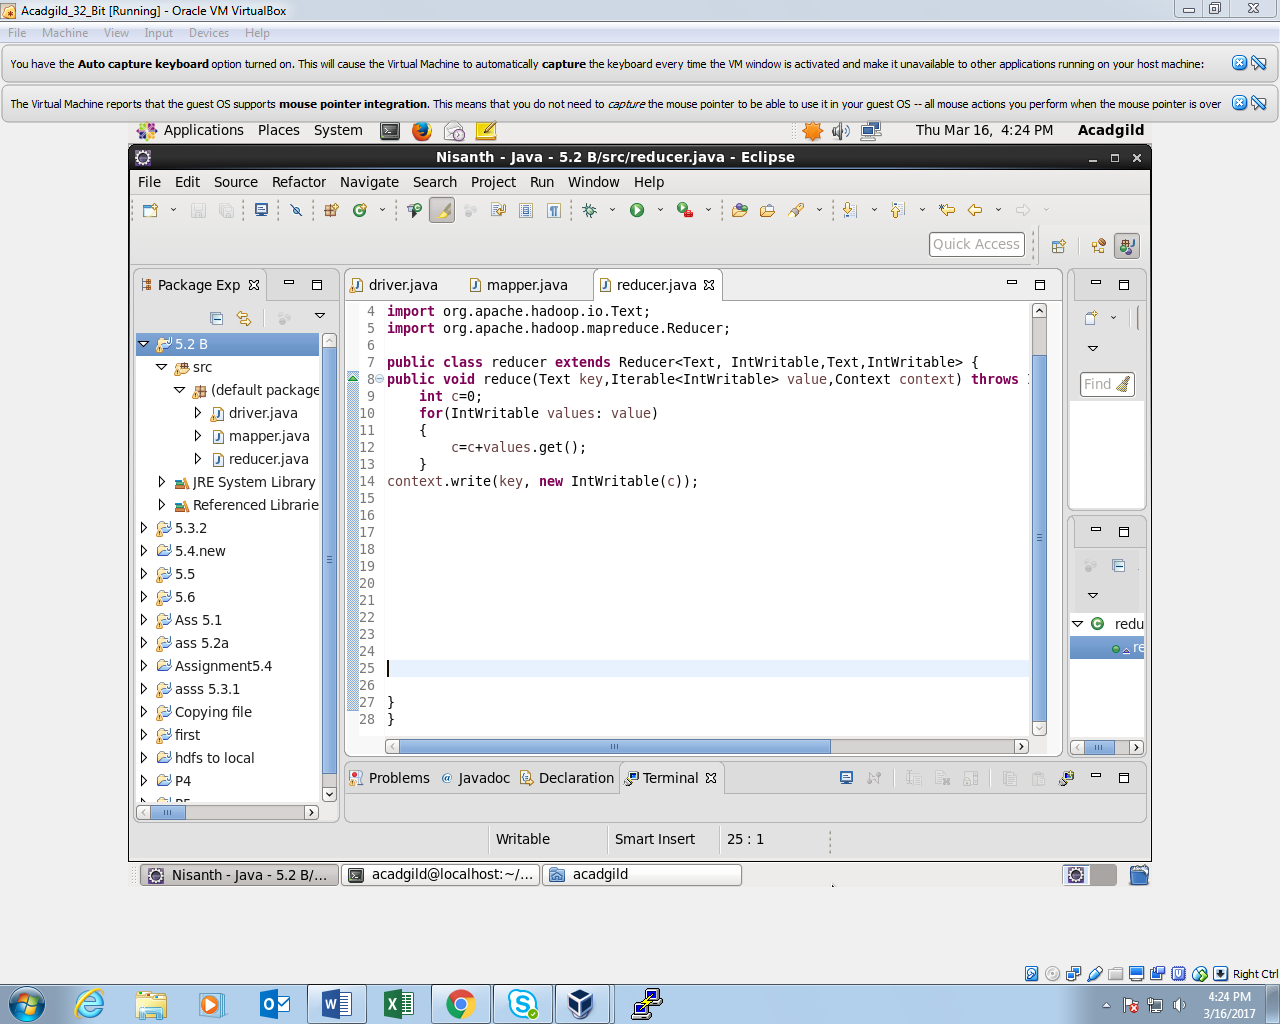 Acadgild_32_Bit [Running] - Oracle VM VirtualBox
File Machine View Input Devices Help
You have the Auto capture keyboard option turned on. This will cause the Virtual Machine to automatically capture the keyboard every time the VM window is activated and make it unavailable to other applications running on your host machine:
The Virtual Machine reports that the guest OS supports mouse pointer integration. This means that you do not need to capture the mouse pointer to be able to use it in your guest OS -- all mouse actions you perform when the mouse pointer is over
Applications Places System Thu Mar 16, 4:24 PM Acadgild
Nisanth - Java - 5.2 B/src/reducer.java - Eclipse
File Edit Source Refactor Navigate Search Project Run Window Help
Quick Access
Package Exp
5.2 B
src
(default package
driver.java
mapper.java
reducer.java
JRE System Library
Referenced Librarie
5.3.2
5.4.new
5.5
5.6
Ass 5.1
ass 5.2a
Assignment5.4
asss 5.3.1
Copying file
first
hdfs to local
P4
driver.java mapper.java reducer.java
4 import org.apache.hadoop.io.Text;
5 import org.apache.hadoop.mapreduce.Reducer;
6
7 public class reducer extends Reducer<Text, IntWritable,Text,IntWritable> {
8 public void reduce(Text key,Iterable<IntWritable> value,Context context) throws
9 int c=0;
10 for(IntWritable values: value)
11 {
12 c=c+values.get();
13 }
14 context.write(key, new IntWritable(c));
15
16
17
18
19
20
21
22
23
24
25
26
27 }
28 }
Find
redu
re
Problems Javadoc Declaration Terminal
Writable Smart Insert 25 : 1
Nisanth - Java - 5.2 B/... acadgild@localhost:~/... acadgild
Right Ctrl
4:24 PM
3/16/2017